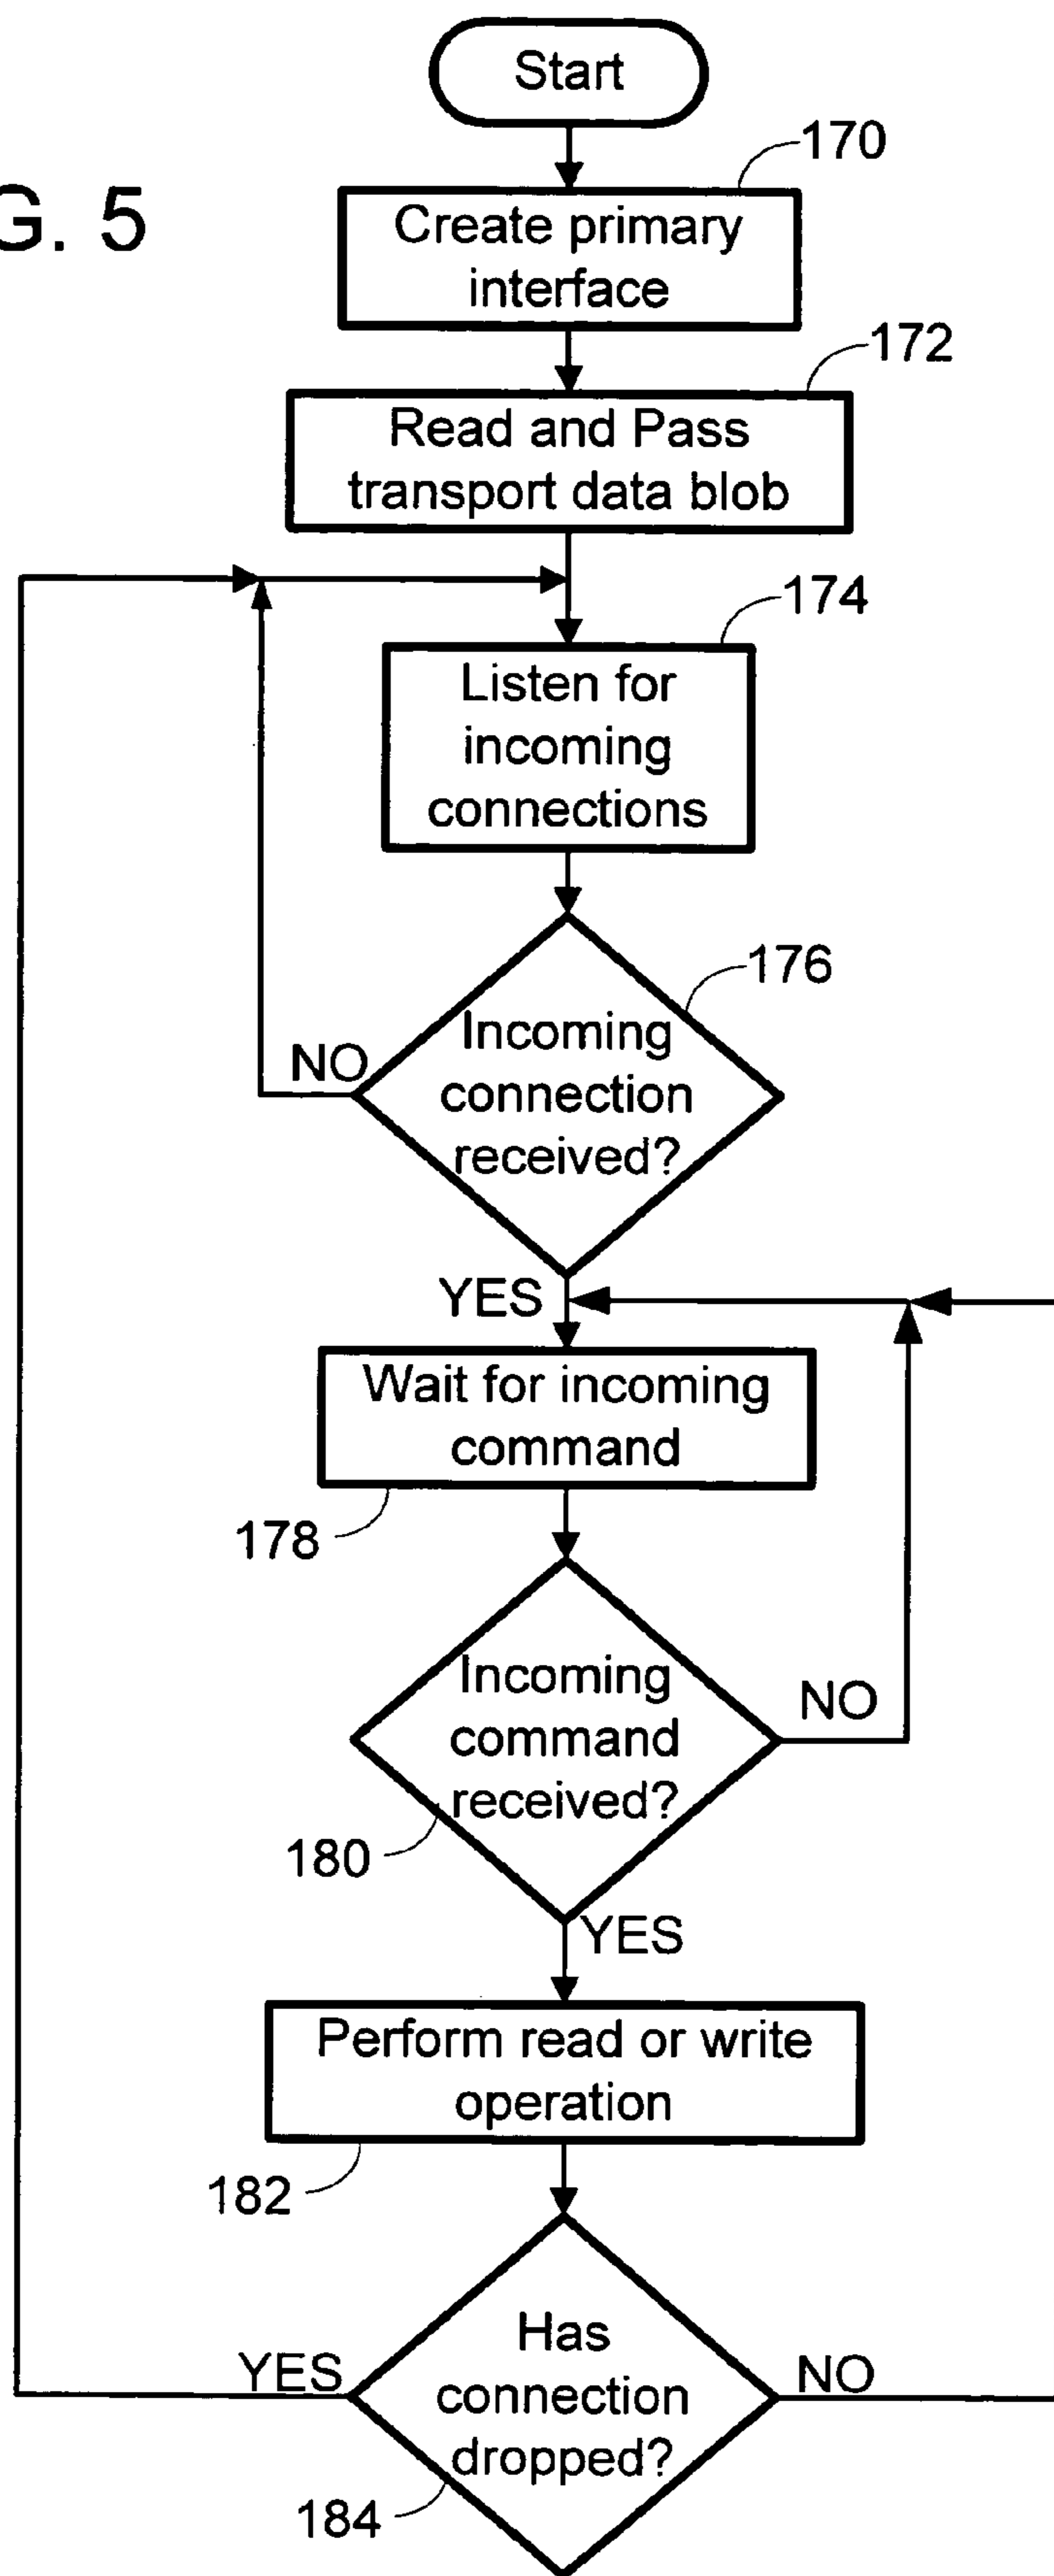 Start
170
G. 5
Create primary
interface
172
Read and Pass
transport data blob
174
Listen for
incoming
connections
176
Incoming
connection
received?
NO
YES
Wait for incoming
command
178
Incoming
command
received?
NO
180
YES
Perform read or write
operation
182
Has
connection
dropped?
YES
NO
184